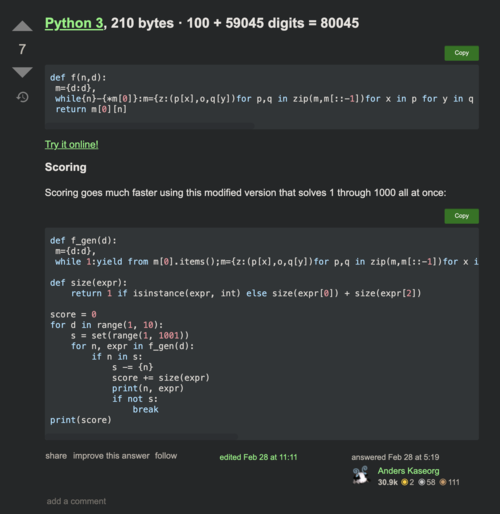 Python 3, 210 bytes · 100 + 59045 digits = 80045
7
Copy
def f(n,d):
m={d:d},
while{n}-{*m[0]}:m={z:(p[x],o,q[y])for p,q in zip(m,m[::-1])for x in p for y in q
return m[0][n]
Try it online!
Scoring
Scoring goes much faster using this modified version that solves 1 through 1000 all at once:
Copy
def f_gen(d):
m={d:d},
while 1:yield from m[0].items();m={z:(p[x],o,q[y])for p,q in zip(m,m[::-1])for x i
def size(expr):
return 1 if isinstance(expr, int) else size(expr[0]) + size(expr[2])
score = 0
for d in range(1, 10):
s = set(range(1, 1001))
for n, expr in f_gen(d):
if n in s:
s -= {n}
score += size(expr)
print(n, expr)
if not s:
break
print(score)
share improve this answer follow
edited Feb 28 at 11:11
answered Feb 28 at 5:19
Anders Kaseorg
30.9k 2 58 111
add a comment